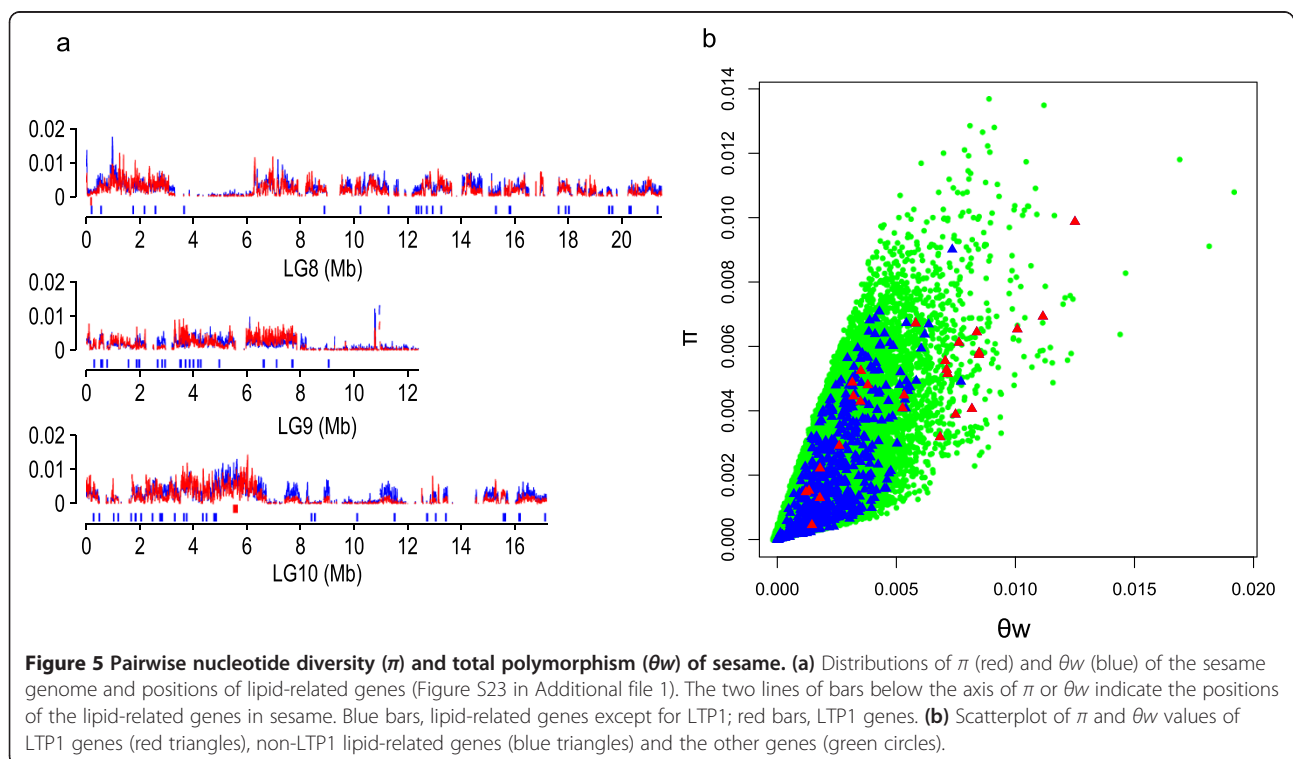 a
0.02
0.01
0
0 2 4 6 8 10 12 14 16 18 20
LG8 (Mb)
0.02
0.01
0
0 2 4 6 8 10 12
LG9 (Mb)
0.02
0.01
0
0 2 4 6 8 10 12 14 16
LG10 (Mb)
b
0.014
0.012
0.010
0.008
0.006
0.004
0.002
0.000
π
0.000 0.005 0.010 0.015 0.020
θw
Figure 5 Pairwise nucleotide diversity (π) and total polymorphism (θw) of sesame. (a) Distributions of π (red) and θw (blue) of the sesame
genome and positions of lipid-related genes (Figure S23 in Additional file 1). The two lines of bars below the axis of π or θw indicate the positions
of the lipid-related genes in sesame. Blue bars, lipid-related genes except for LTP1; red bars, LTP1 genes. (b) Scatterplot of π and θw values of
LTP1 genes (red triangles), non-LTP1 lipid-related genes (blue triangles) and the other genes (green circles).